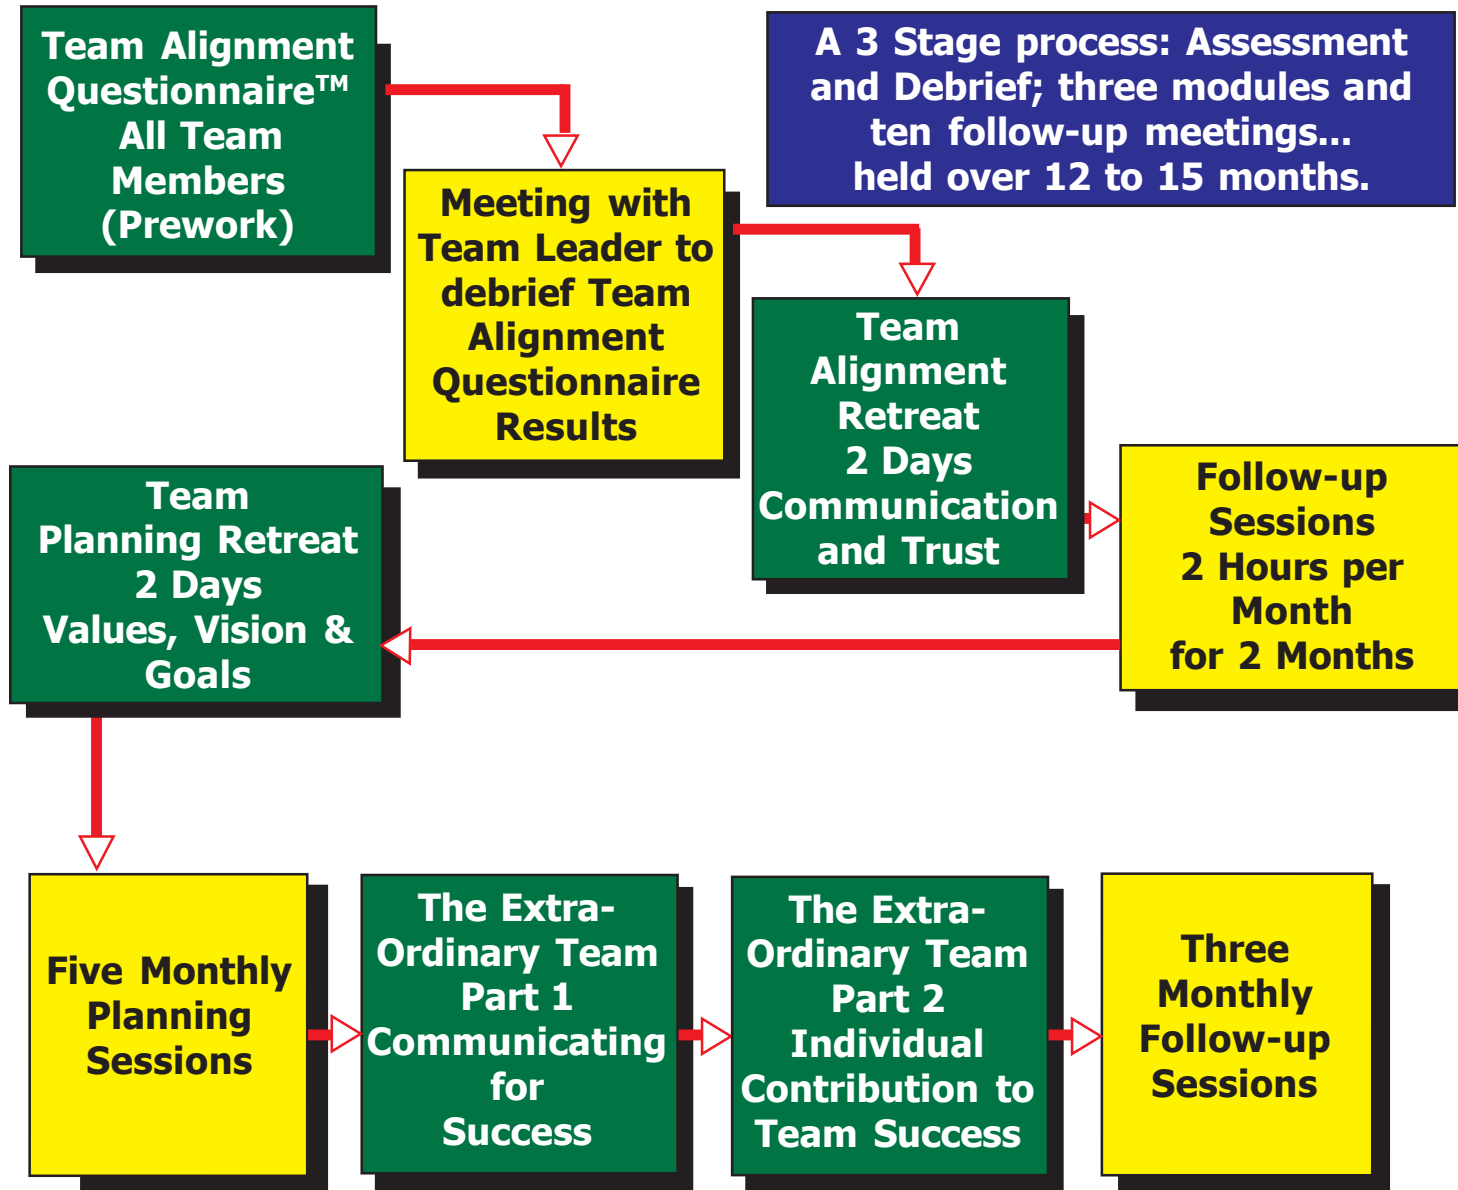 Team Alignment
Questionnaire™
All Team
Members
(Prework)
A 3 Stage process: Assessment
and Debrief; three modules and
ten follow-up meetings...
held over 12 to 15 months.
Meeting with
Team Leader to
debrief Team
Alignment
Questionnaire
Results
Team
Alignment
Retreat
2 Days
Communication
and Trust
Follow-up
Sessions
2 Hours per
Month
for 2 Months
Team
Planning Retreat
2 Days
Values, Vision &
Goals
Five Monthly
Planning
Sessions
The Extra-
Ordinary Team
Part 1
Communicating
for
Success
The Extra-
Ordinary Team
Part 2
Individual
Contribution to
Team Success
Three
Monthly
Follow-up
Sessions